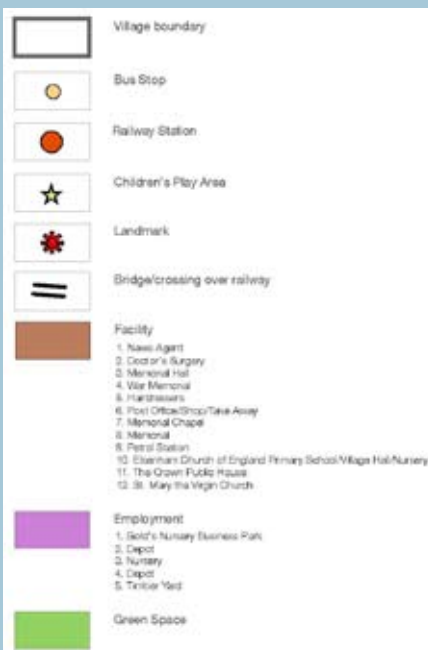 Village boundary
Bus Stop
Railway Station
Children's Play Area
Landmark
Bridge/crossing over railway
Facility
1. News Agent
2. Doctor's Surgery
3. Memorial Hall
4. War Memorial
5. Hairdressers
6. Post Office/Shop/Take Away
7. Memorial Chapel
8. Memorial
9. Petrol Station
10. Elsenham Church of England Primary School/Village Hall/Nursery
11. The Crown Public House
12. St. Mary the Virgin Church
Employment
1. Gold's Nursery Business Park
2. Depot
3. Nursery
4. Depot
5. Timber Yard
Green Space